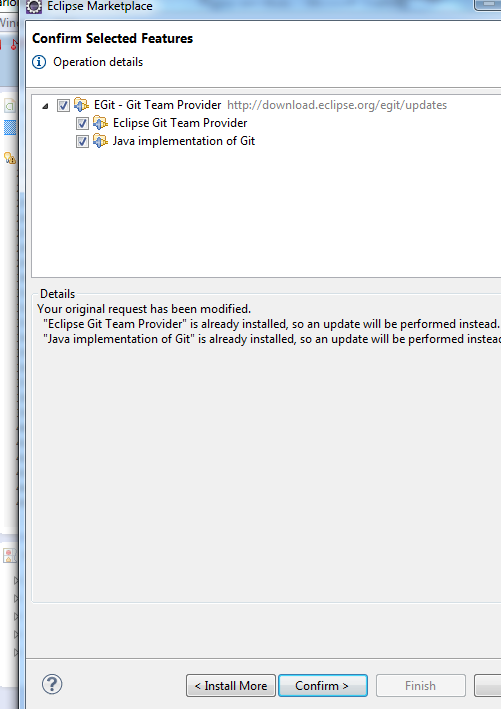 Eclipse Marketplace
Confirm Selected Features
Operation details
EGit - Git Team Provider http://download.eclipse.org/egit/updates
Eclipse Git Team Provider
Java implementation of Git
Details
Your original request has been modified.
"Eclipse Git Team Provider" is already installed, so an update will be performed instead.
"Java implementation of Git" is already installed, so an update will be performed instead
?
< Install More
Confirm >
Finish